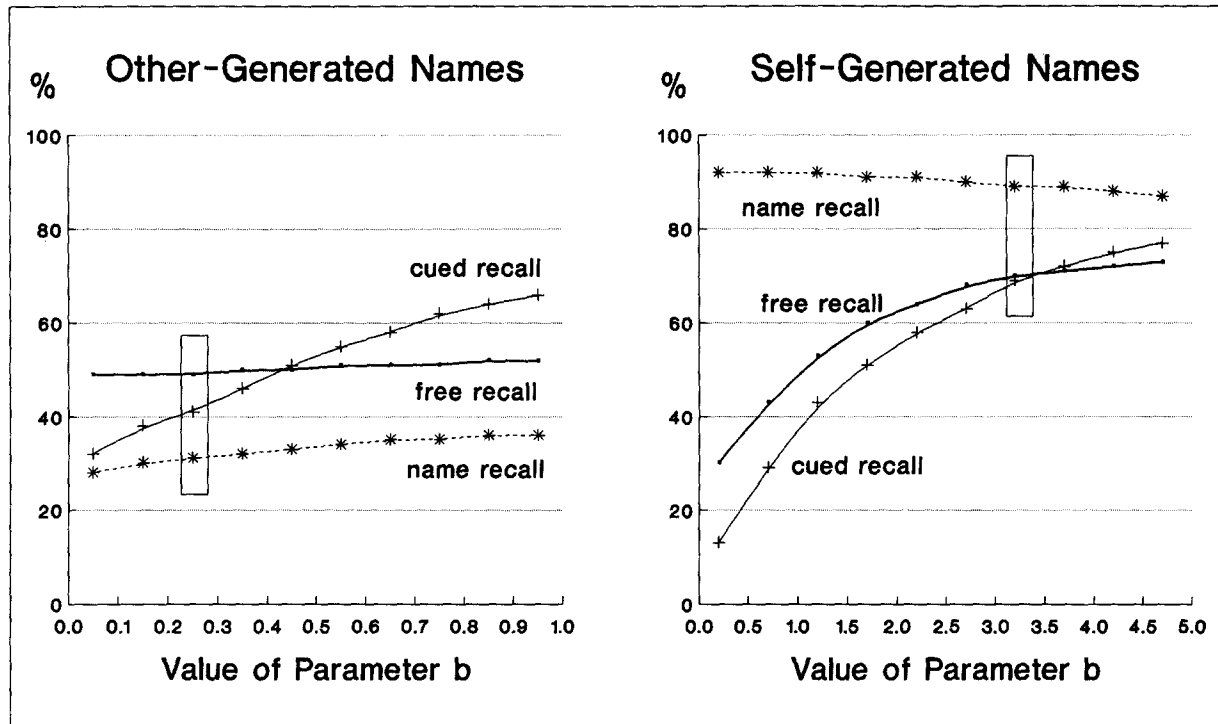 Other-Generated Names
%
100
80
60
40
20
0
cued recall
free recall
name recall
0.0 0.1 0.2 0.3 0.4 0.5 0.6 0.7 0.8 0.9 1.0
Value of Parameter b
Self-Generated Names
%
100
80
60
40
20
0
name recall
free recall
cued recall
0.0 0.5 1.0 1.5 2.0 2.5 3.0 3.5 4.0 4.5 5.0
Value of Parameter b